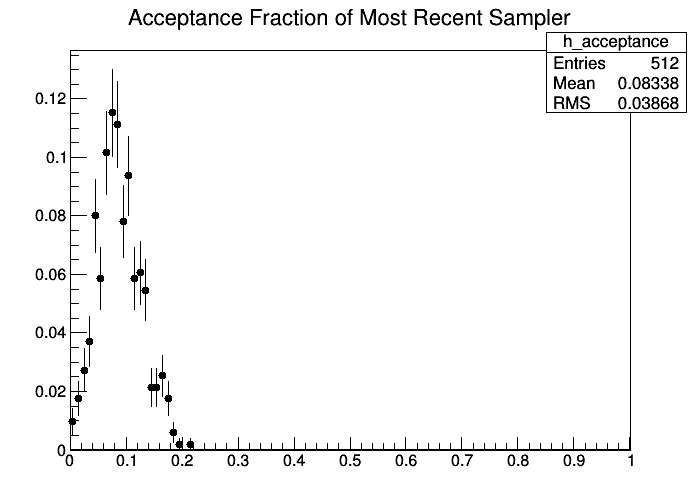 Acceptance Fraction of Most Recent Sampler
h_acceptance
Entries 512
Mean 0.08338
RMS 0.03868
0.12
0.1
0.08
0.06
0.04
0.02
0
0 0.1 0.2 0.3 0.4 0.5 0.6 0.7 0.8 0.9 1